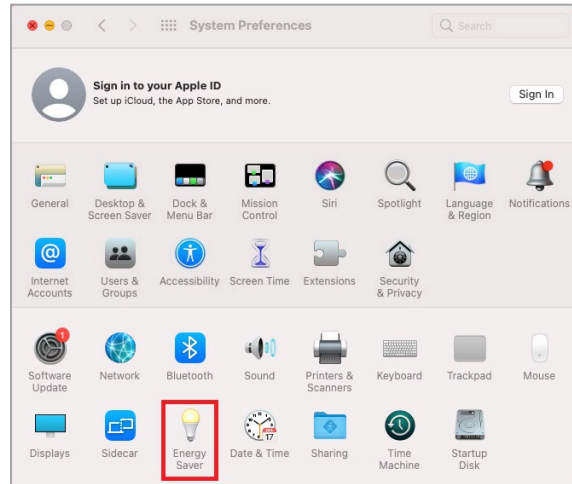 System Preferences
Search
Sign in to your Apple ID
Set up iCloud, the App Store, and more.
Sign In
General
Desktop &
Screen Saver
Dock &
Menu Bar
Mission
Control
Siri
Spotlight
Language
& Region
Notifications
Internet
Accounts
Users &
Groups
Accessibility
Screen Time
Extensions
Security
& Privacy
1
Software
Update
Network
Bluetooth
Sound
Printers &
Scanners
Keyboard
Trackpad
Mouse
Displays
Sidecar
Energy
Saver
17
Date & Time
Sharing
Time
Machine
Startup
Disk